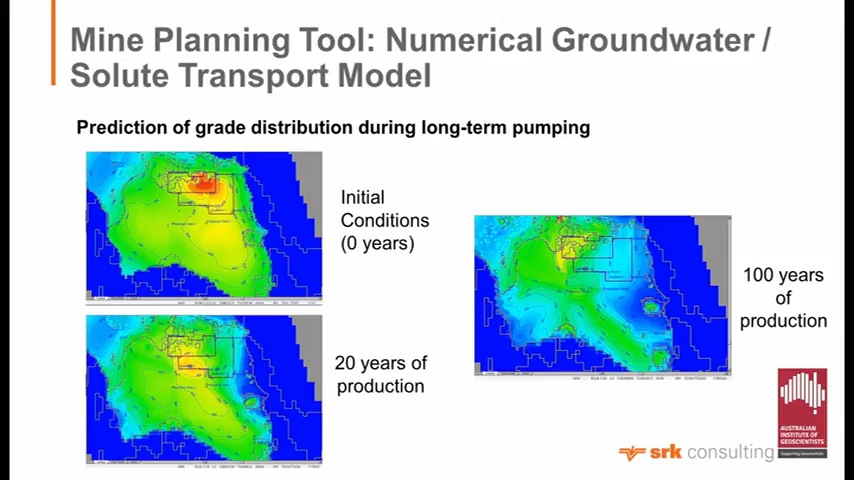 Mine Planning Tool: Numerical Groundwater /
Solute Transport Model
Prediction of grade distribution during long-term pumping
Initial
Conditions
(0 years)
20 years of
production
100 years
of
production
AUSTRALIAN
INSTITUTE OF
GEOSCIENTISTS
srk consulting